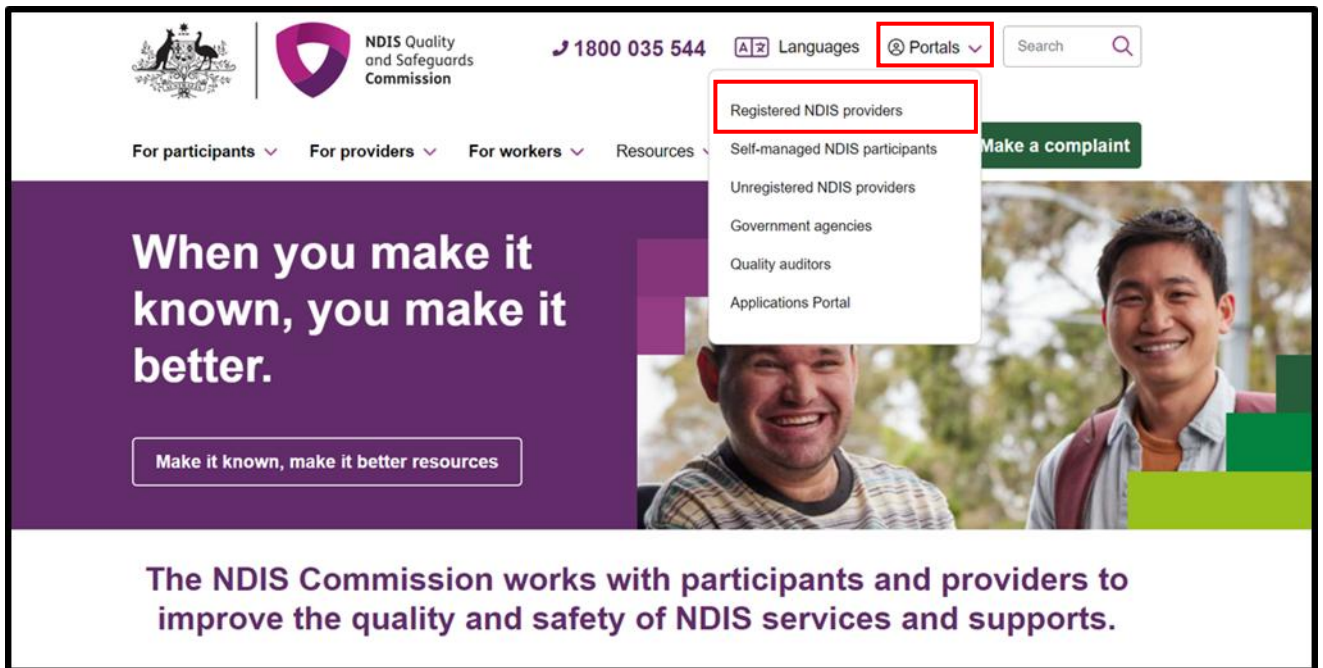 NDIS Quality
and Safeguards
Commission
1800 035 544
Languages
Portals
Search
Registered NDIS providers
Self-managed NDIS participants
Unregistered NDIS providers
Government agencies
Quality auditors
Applications Portal
For participants
For providers
For workers
Resources
Make a complaint
When you make it
known, you make it
better.
Make it known, make it better resources
The NDIS Commission works with participants and providers to
improve the quality and safety of NDIS services and supports.